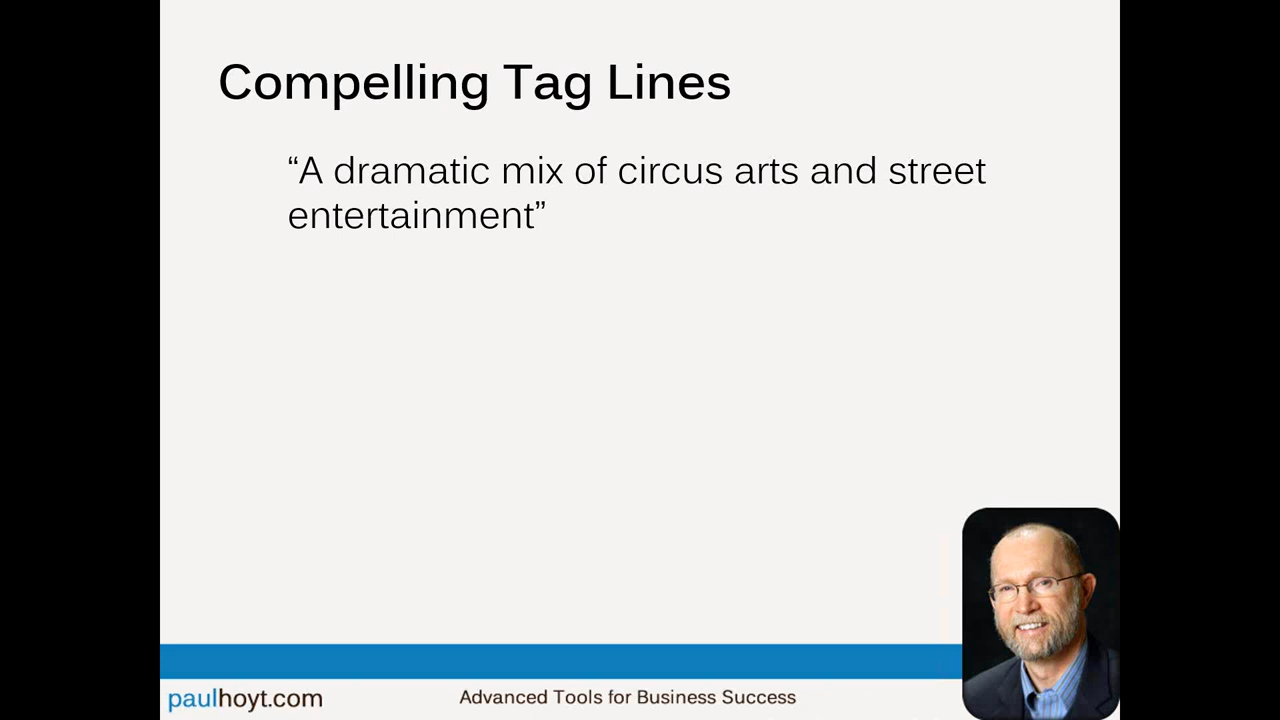 Compelling Tag Lines
“A dramatic mix of circus arts and street
entertainment”
paulhoyt.com
Advanced Tools for Business Success